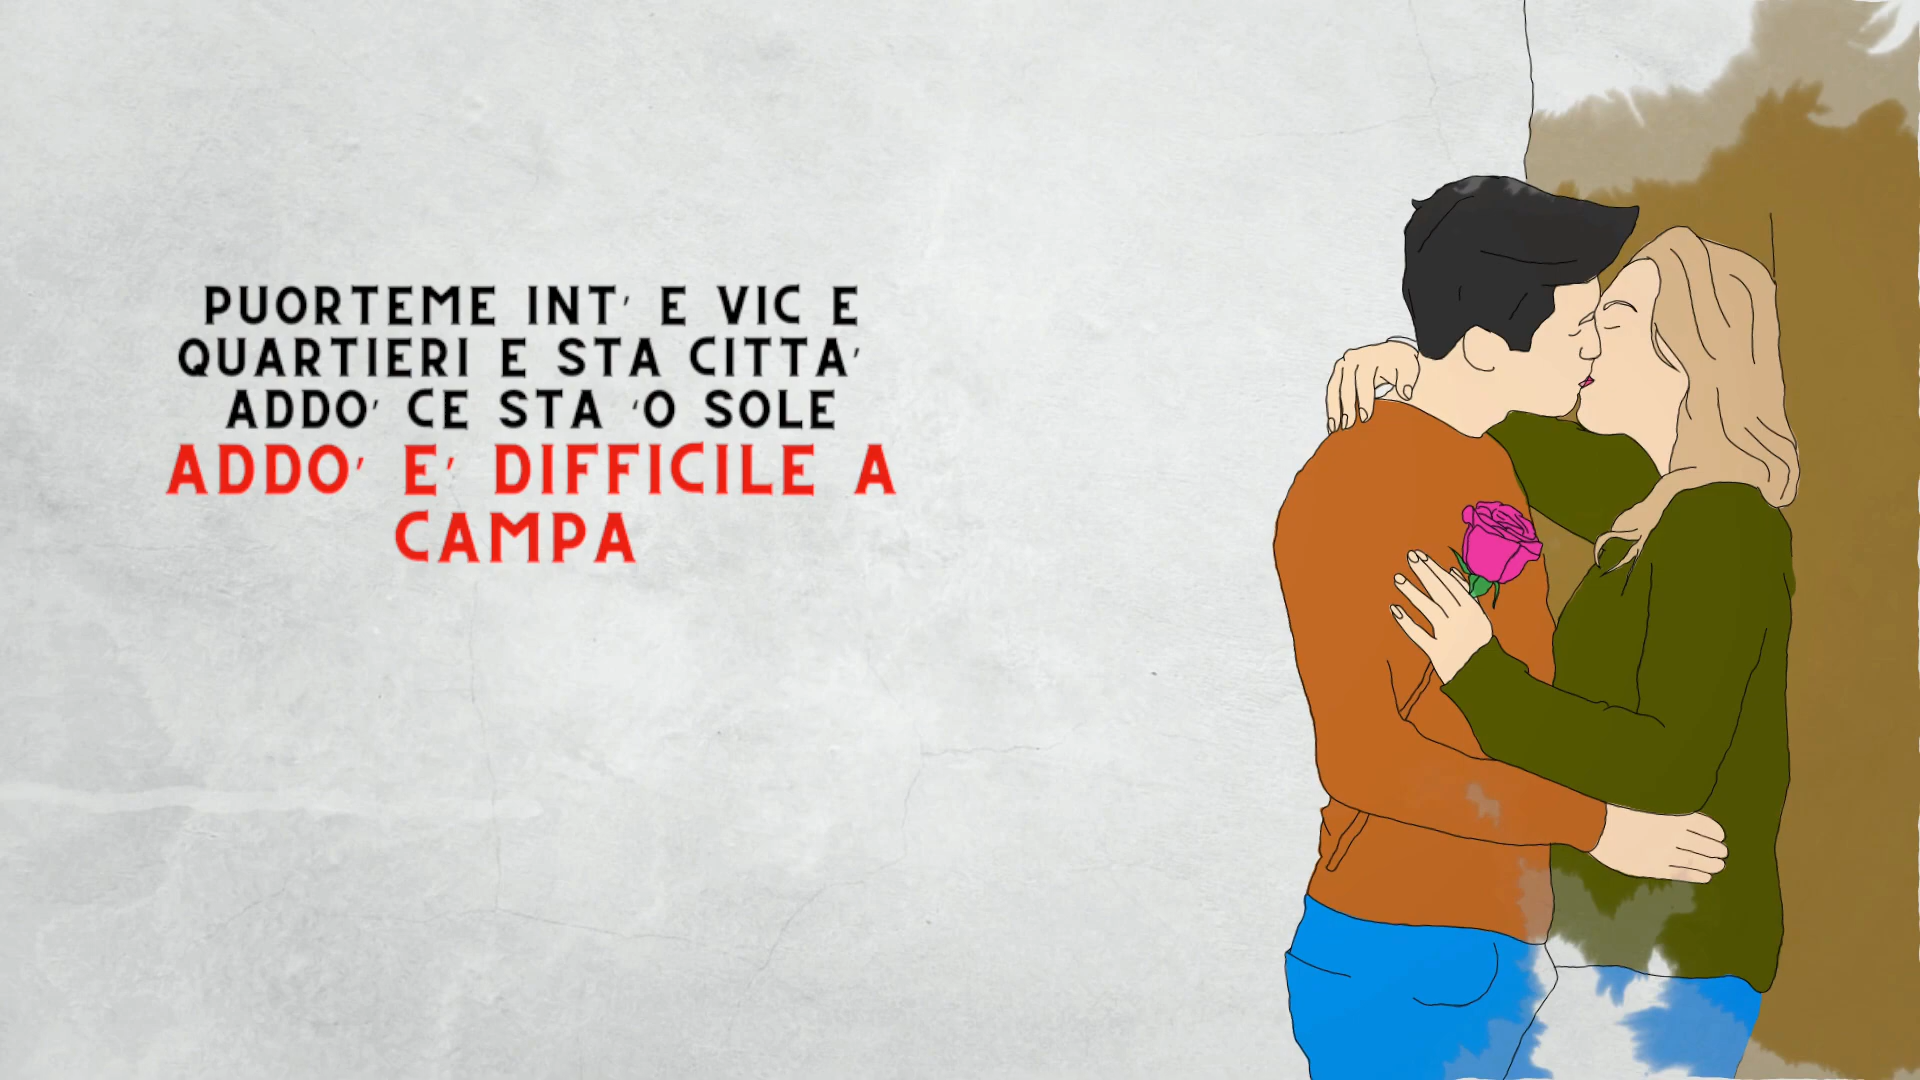 PUORTEME INT' E VIC E
QUARTIERI E STA CITTA'
ADDO' CE STA 'O SOLE
ADDO' E' DIFFICILE A
CAMPA